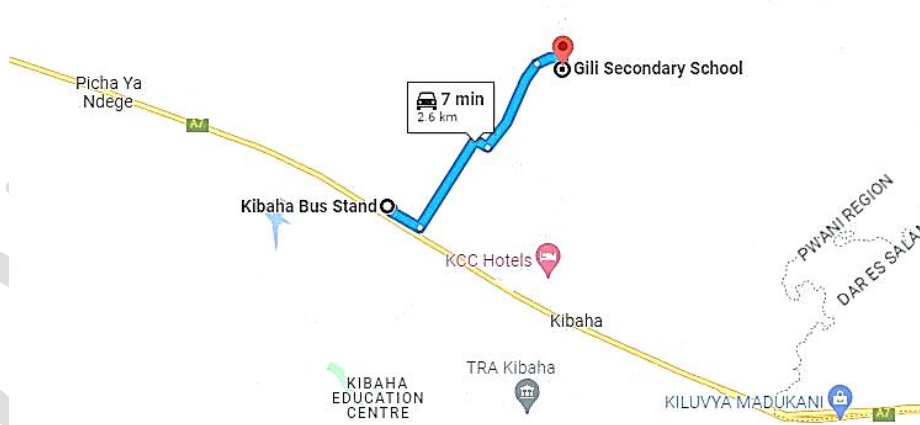 Gili Secondary School
Picha Ya
Ndege
7 min
2.6 km
A7
Kibaha Bus Stand
PWANI REGION
DAR ES SALAM
KCC Hotels
Kibaha
TRA Kibaha
KIBAHA
EDUCATION
CENTRE
KILUVYA MADUKANI
A7